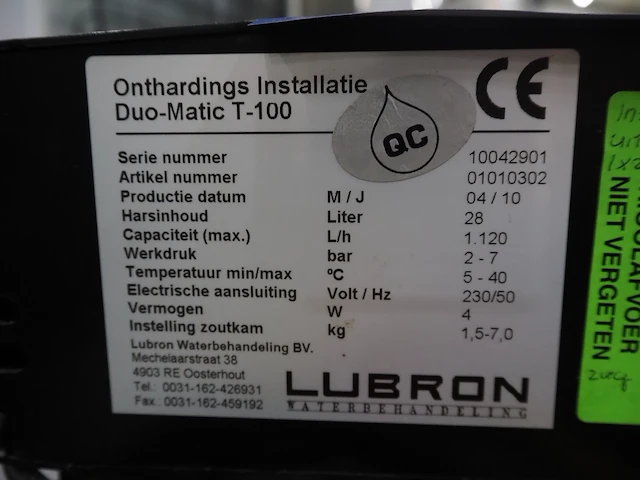 Onthardings Installatie
Duo-Matic T-100
QC
CE
Serie nummer 10042901
Artikel nummer 01010302
Productie datum M / J 04 / 10
Harsinhoud Liter 28
Capaciteit (max.) L/h 1.120
Werkdruk bar 2 - 7
Temperatuur min/max ºC 5 - 40
Electrische aansluiting Volt / Hz 230/50
Vermogen W 4
Instelling zoutkam kg 1,5-7,0
Lubron Waterbehandeling BV.
Mechelaarstraat 38
4903 RE Oosterhout
Tel.: 0031-162-426931
Fax.: 0031-162-459192
LUBRON
WATERBEHANDELING
NIET VERGETEN